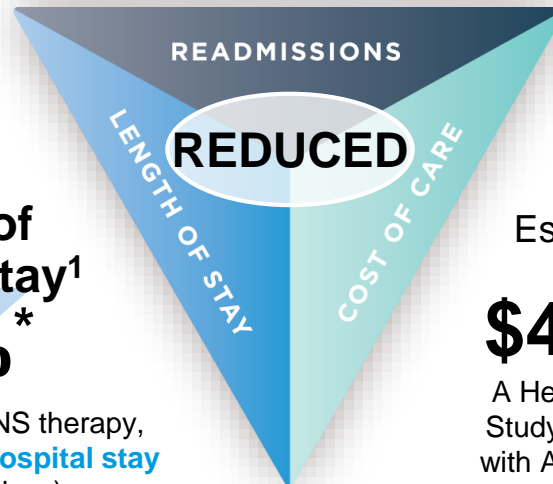 READMISSIONS
REDUCED
LENGTH OF STAY
COST OF CARE
of
tay¹
*
NS therapy,
ospital stay
Es
$4
A He
Study
with A